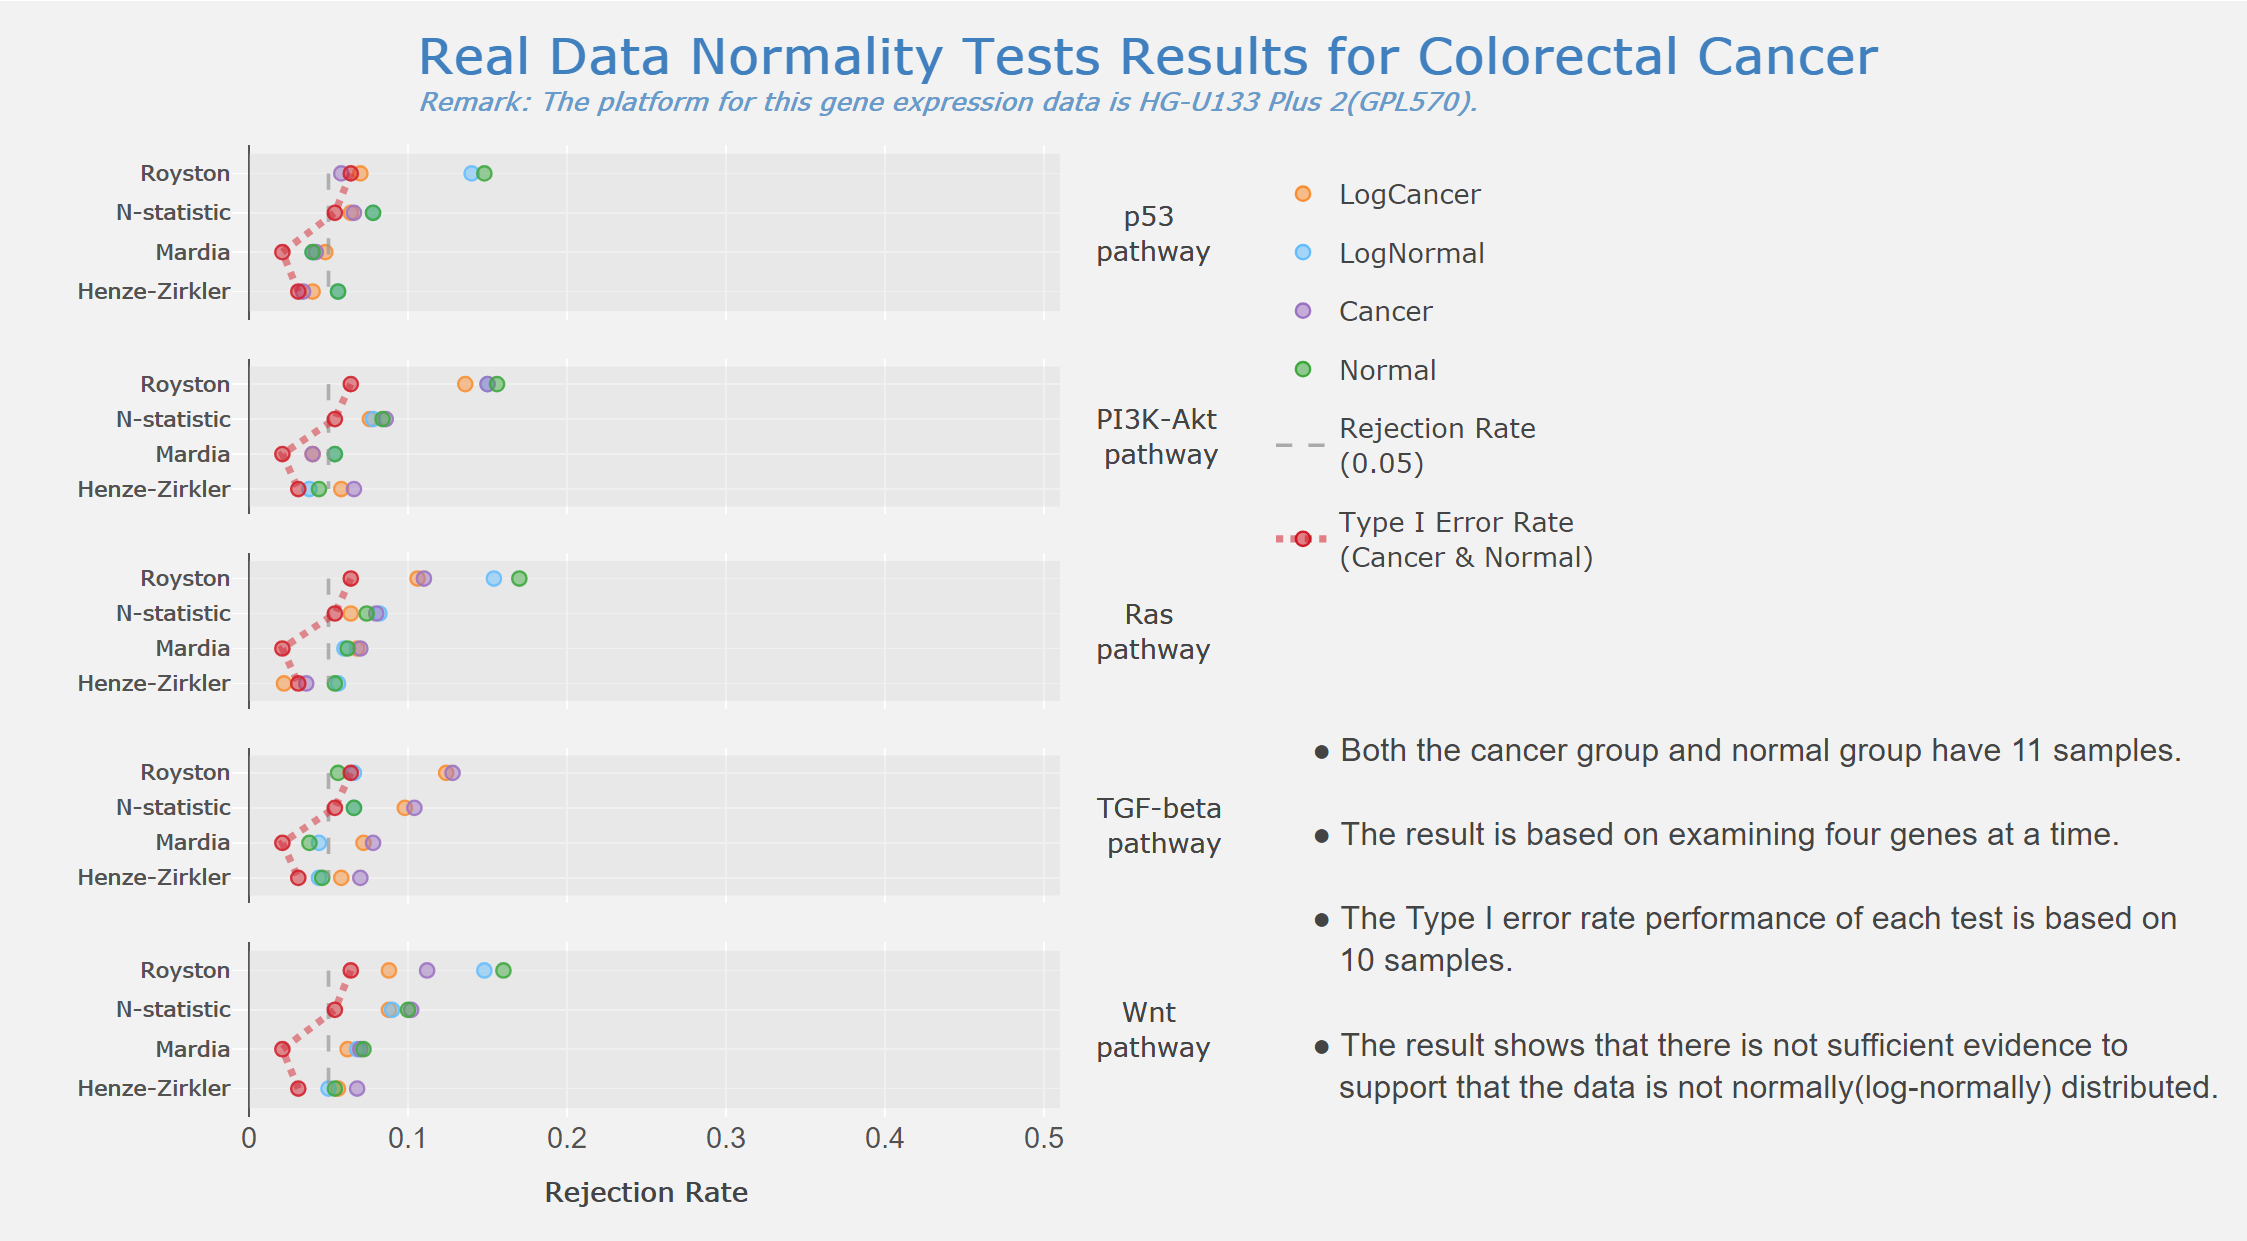 Real Data Normality Tests Results for Colorectal Cancer
Remark: The platform for this gene expression data is HG-U133 Plus 2(GPL570).
Royston
N-statistic
Mardia
Henze-Zirkler
p53
pathway
Royston
N-statistic
Mardia
Henze-Zirkler
PI3K-Akt
pathway
Royston
N-statistic
Mardia
Henze-Zirkler
Ras
pathway
Royston
N-statistic
Mardia
Henze-Zirkler
TGF-beta
pathway
Royston
N-statistic
Mardia
Henze-Zirkler
Wnt
pathway
0 0.1 0.2 0.3 0.4 0.5
Rejection Rate
LogCancer
LogNormal
Cancer
Normal
Rejection Rate
(0.05)
Type I Error Rate
(Cancer & Normal)
● Both the cancer group and normal group have 11 samples.
● The result is based on examining four genes at a time.
● The Type I error rate performance of each test is based on
10 samples.
● The result shows that there is not sufficient evidence to
support that the data is not normally(log-normally) distributed.